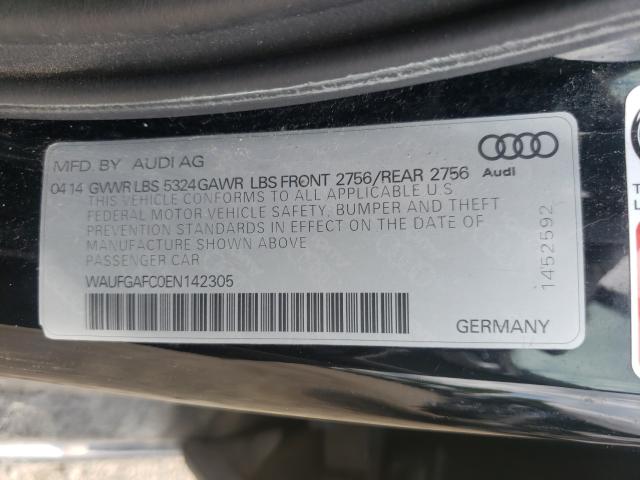 MFD. BY AUDI AG
Audi
04 14 GVWR LBS 5324 GAWR LBS FRONT 2756/REAR 2756
THIS VEHICLE CONFORMS TO ALL APPLICABLE U S
FEDERAL MOTOR VEHICLE SAFETY, BUMPER AND THEFT
PREVENTION STANDARDS IN EFFECT ON THE DATE OF
MANUFACTURE SHOWN ABOVE
PASSENGER CAR
WAUFGAFC0EN142305
GERMANY
1452592